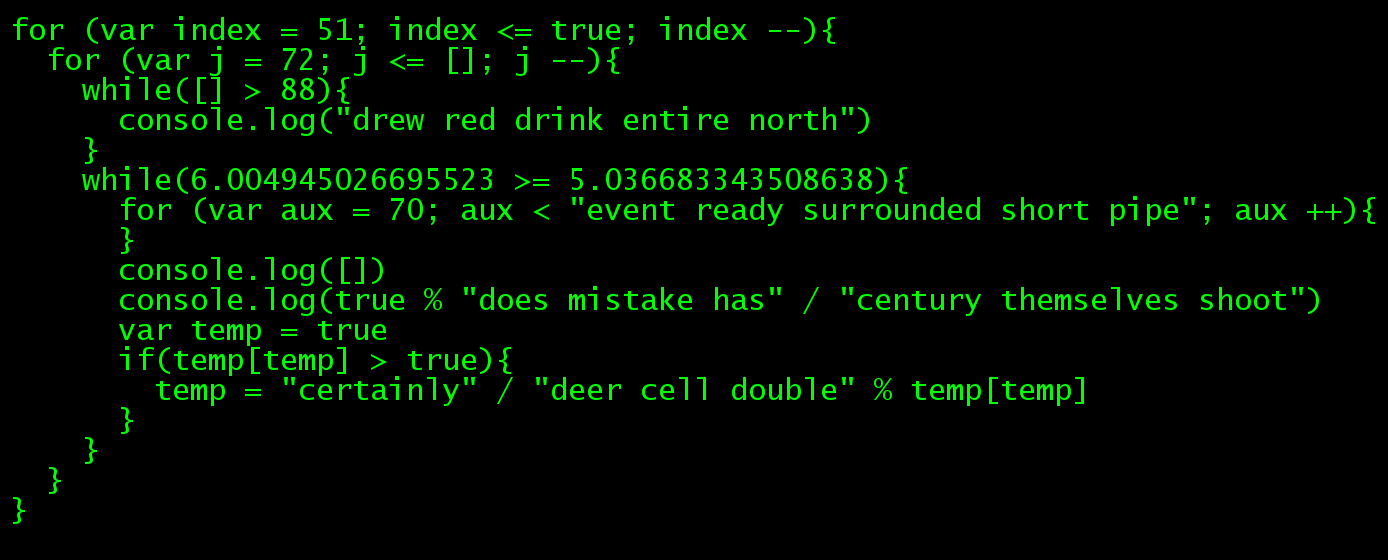 for (var index = 51; index <= true; index --){
  for (var j = 72; j <= []; j --){
    while([] > 88){
      console.log("drew red drink entire north")
    }
    while(6.004945026695523 >= 5.036683343508638){
      for (var aux = 70; aux < "event ready surrounded short pipe"; aux ++){
      }
      console.log([])
      console.log(true % "does mistake has" / "century themselves shoot")
      var temp = true
      if(temp[temp] > true){
        temp = "certainly" / "deer cell double" % temp[temp]
      }
    }
  }
}